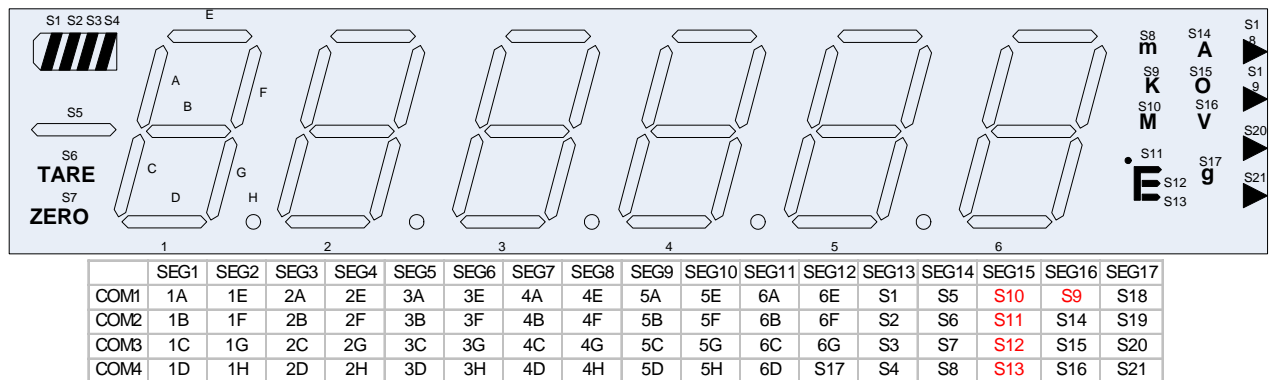 S1 S2 S3 S4
E
S5
S6
TARE
S7
ZERO
A
B
F
C
G
D
H
S8
m
S14
A
S1
8
S9
K
S15
O
S1
9
S10
M
S16
V
S20
S11
E
S12
S13
S17
g
S21
1 2 3 4 5 6
SEG1 SEG2 SEG3 SEG4 SEG5 SEG6 SEG7 SEG8 SEG9 SEG10 SEG11 SEG12 SEG13 SEG14 SEG15 SEG16 SEG17
COM1 1A 1E 2A 2E 3A 3E 4A 4E 5A 5E 6A 6E S1 S5 S10 S9 S18
COM2 1B 1F 2B 2F 3B 3F 4B 4F 5B 5F 6B 6F S2 S6 S11 S14 S19
COM3 1C 1G 2C 2G 3C 3G 4C 4G 5C 5G 6C 6G S3 S7 S12 S15 S20
COM4 1D 1H 2D 2H 3D 3H 4D 4H 5D 5H 6D S17 S4 S8 S13 S16 S21